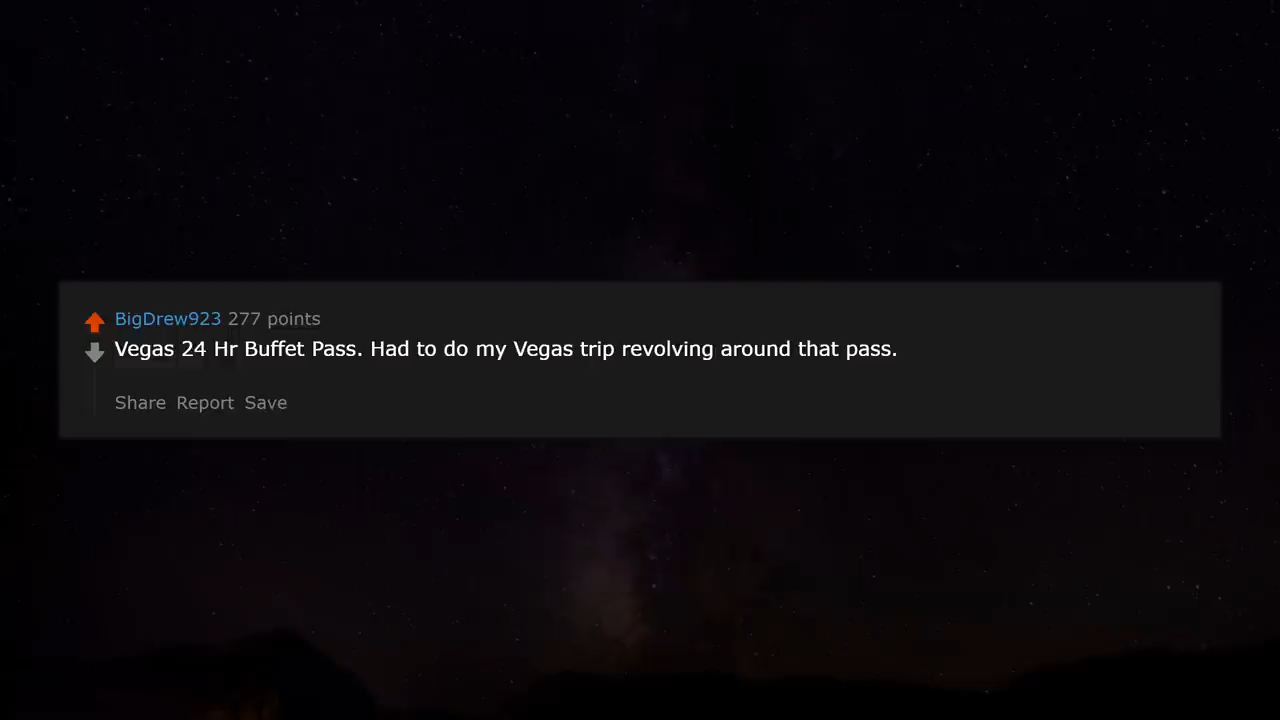 BigDrew923 277 points
Vegas 24 Hr Buffet Pass. Had to do my Vegas trip revolving around that pass.
Share Report Save